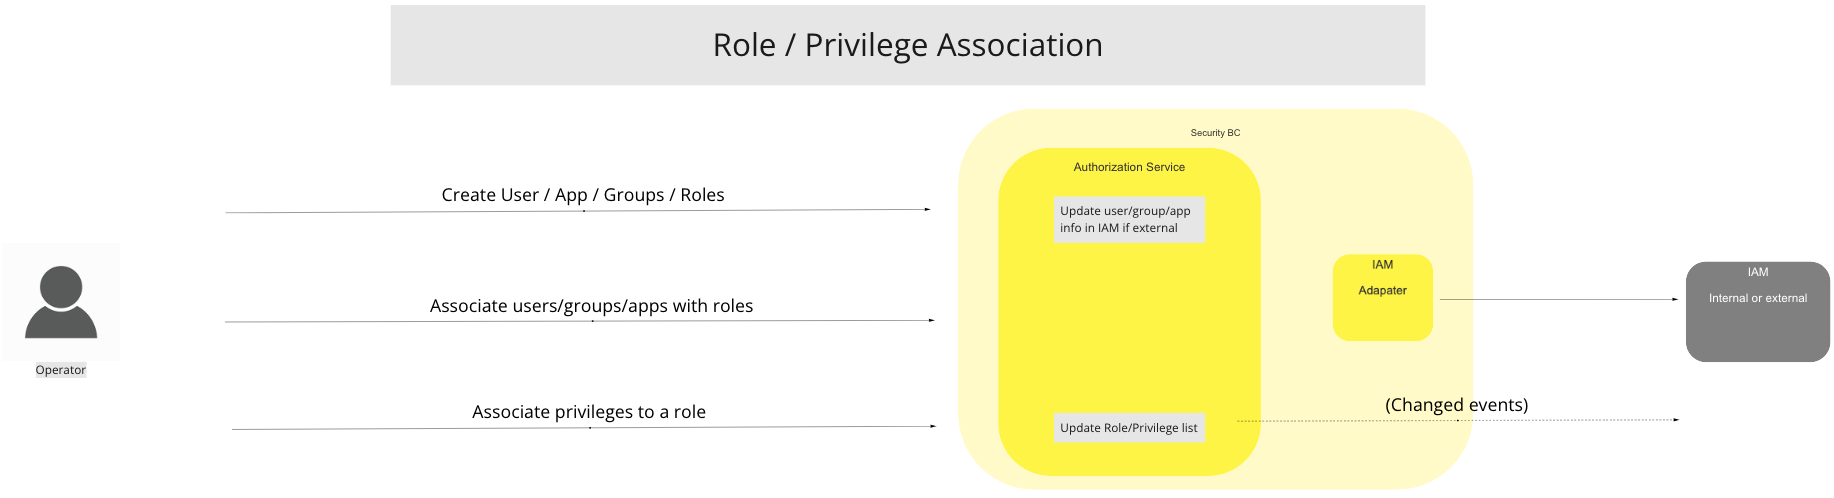 Role / Privilege Association
Security BC
Authorization Service
Create User / App / Groups / Roles
Update user/group/app
info in IAM if external
IAM
Adapater
IAM
Internal or external
Associate users/groups/apps with roles
Operator
Associate privileges to a role
Update Role/Privilege list
(Changed events)